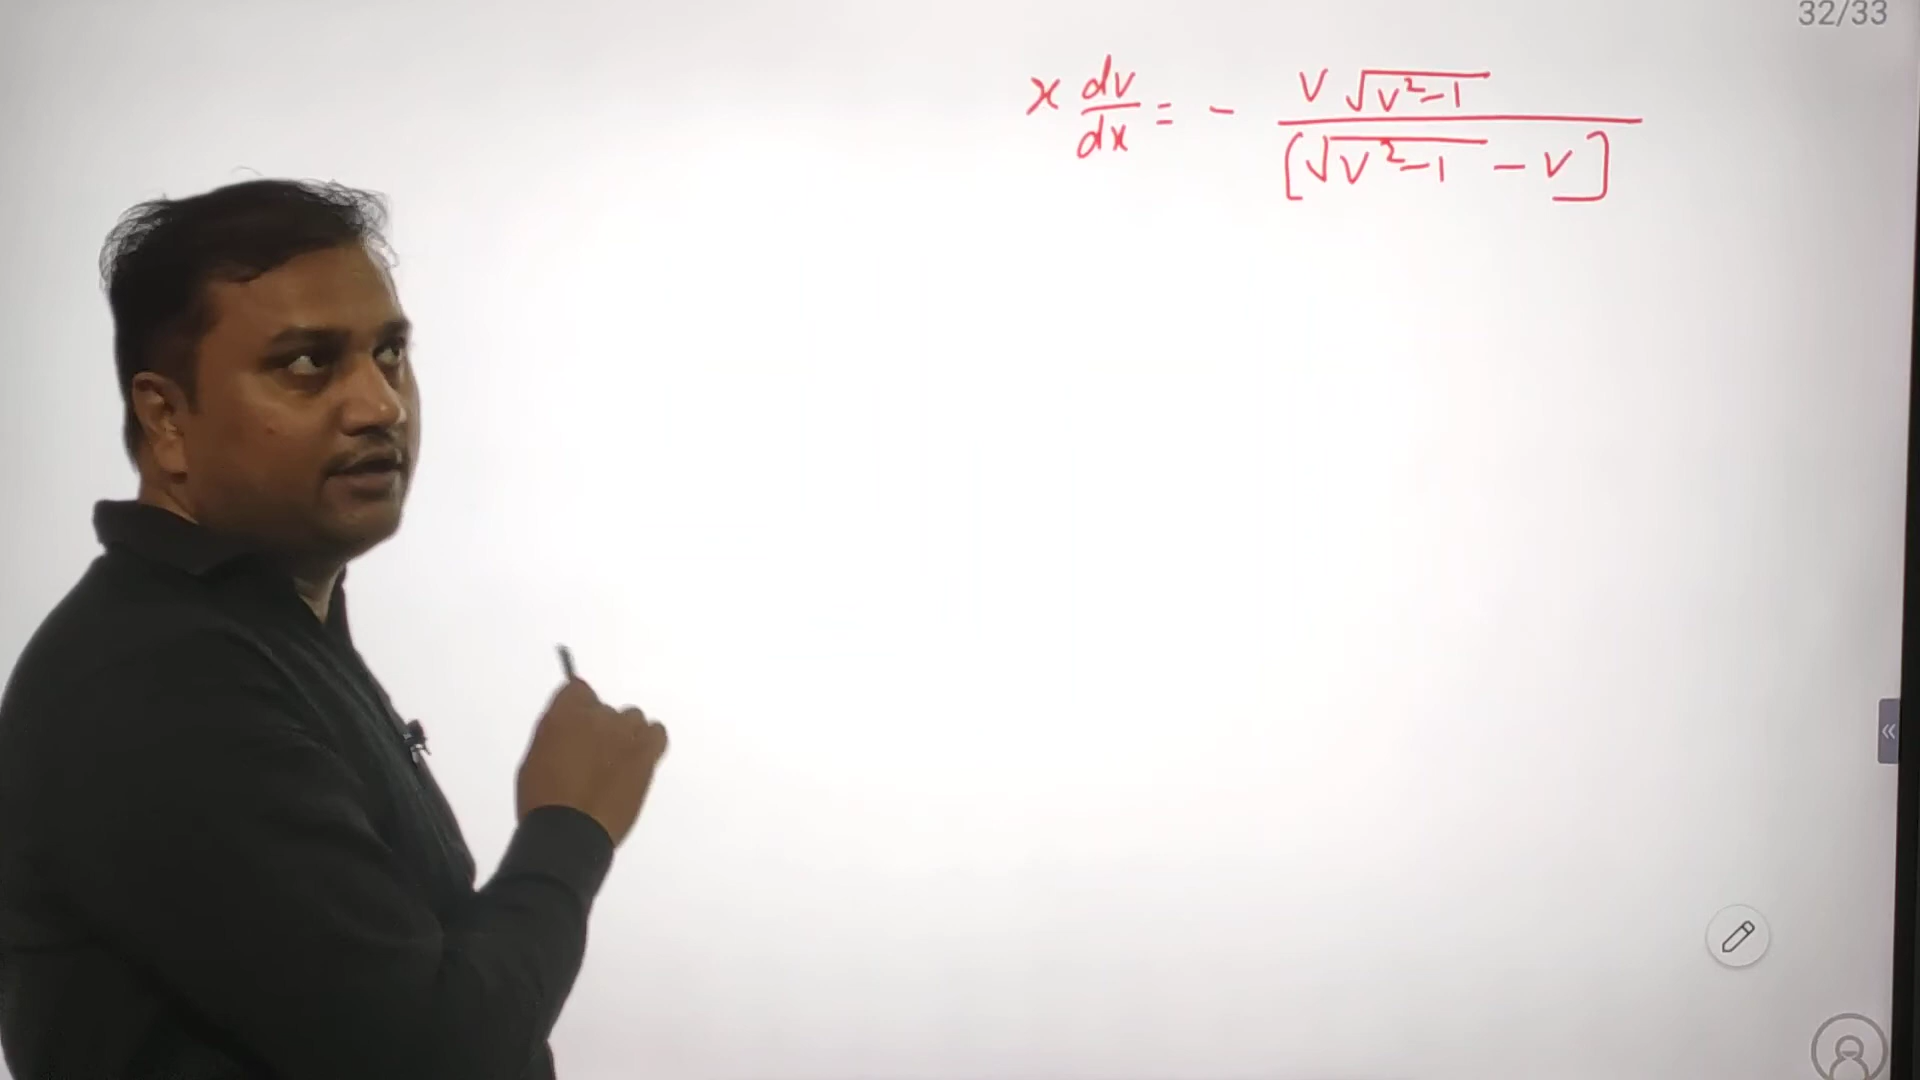 32/33
x dv/dx = - v √(v²-1) / [√(v²-1) - v]
«